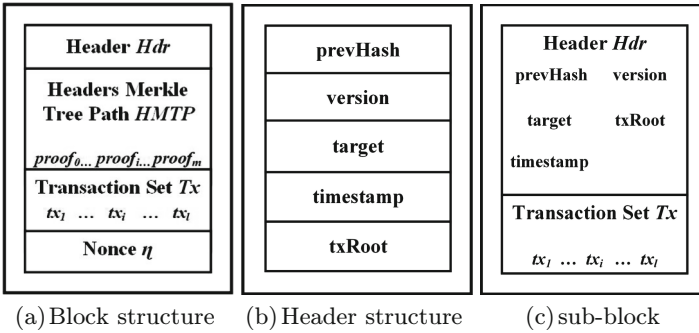 Header Hdr
Headers Merkle
Tree Path HMTP
proof0... proofi... proofm
Transaction Set Tx
tx1 ... txi ... txl
Nonce η
(a) Block structure
prevHash
version
target
timestamp
txRoot
(b) Header structure
Header Hdr
prevHash version
target txRoot
timestamp
Transaction Set Tx
tx1 ... txi ... txl
(c) sub-block